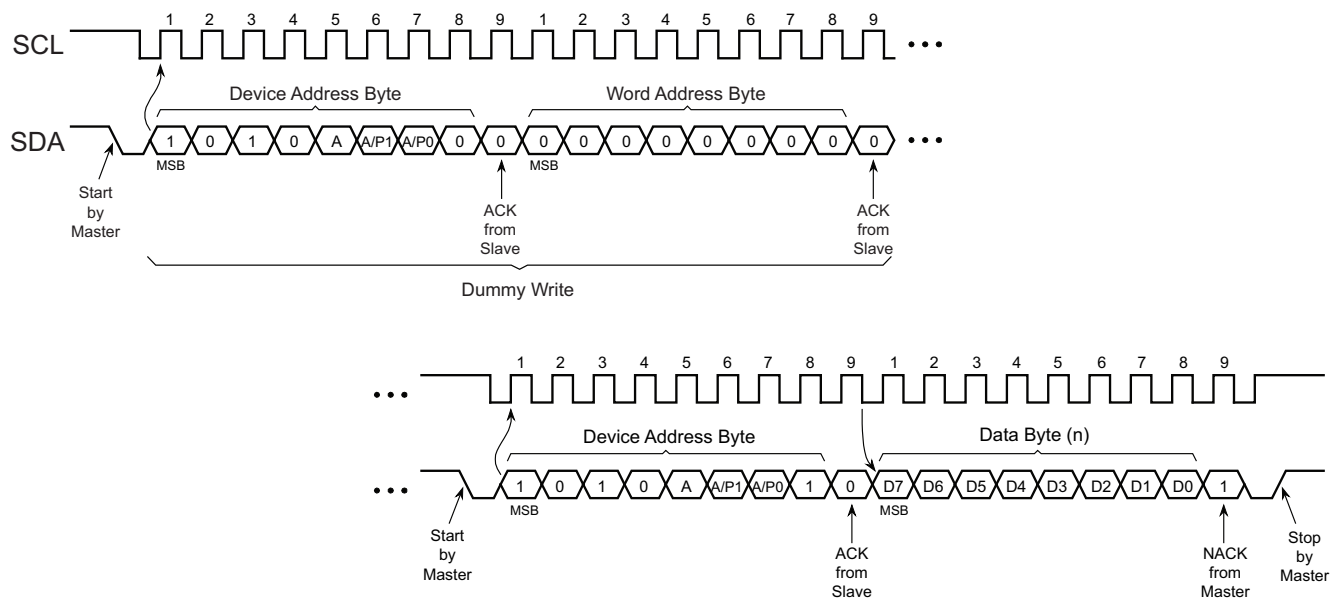 1 2 3 4 5 6 7 8 9 1 2 3 4 5 6 7 8 9
SCL
Device Address Byte Word Address Byte
SDA 1 0 1 0 A A/P1 A/P0 0 0 0 0 0 0 0 0 0 0 0
MSB MSB
Start
by
Master
ACK
from
Slave
ACK
from
Slave
Dummy Write
1 2 3 4 5 6 7 8 9 1 2 3 4 5 6 7 8 9
Device Address Byte Data Byte (n)
1 0 1 0 A A/P1 A/P0 1 0 D7 D6 D5 D4 D3 D2 D1 D0 1
MSB MSB
Start
by
Master
ACK
from
Slave
NACK
from
Master
Stop
by
Master